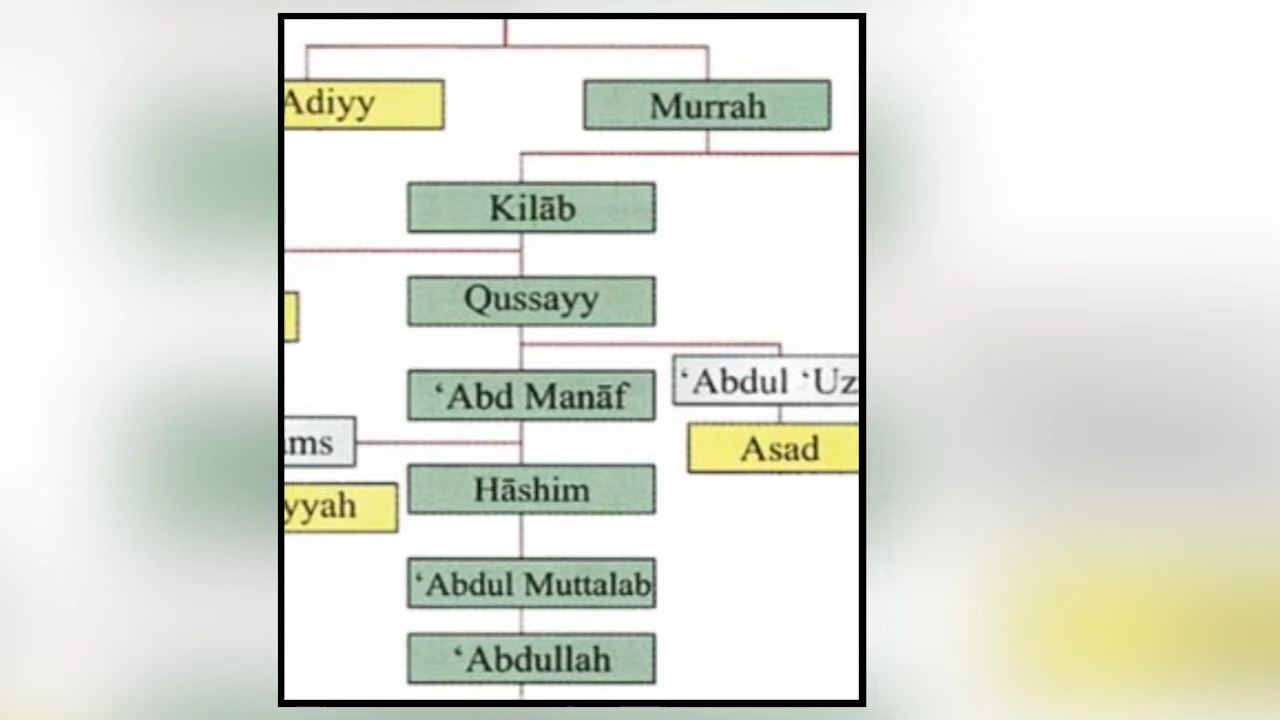 Adiyy
Murrah
Kilāb
Qussayy
‘Abd Manāf
‘Abdul ‘Uz
ms
Asad
Hāshim
yyah
‘Abdul Muttalab
‘Abdullah